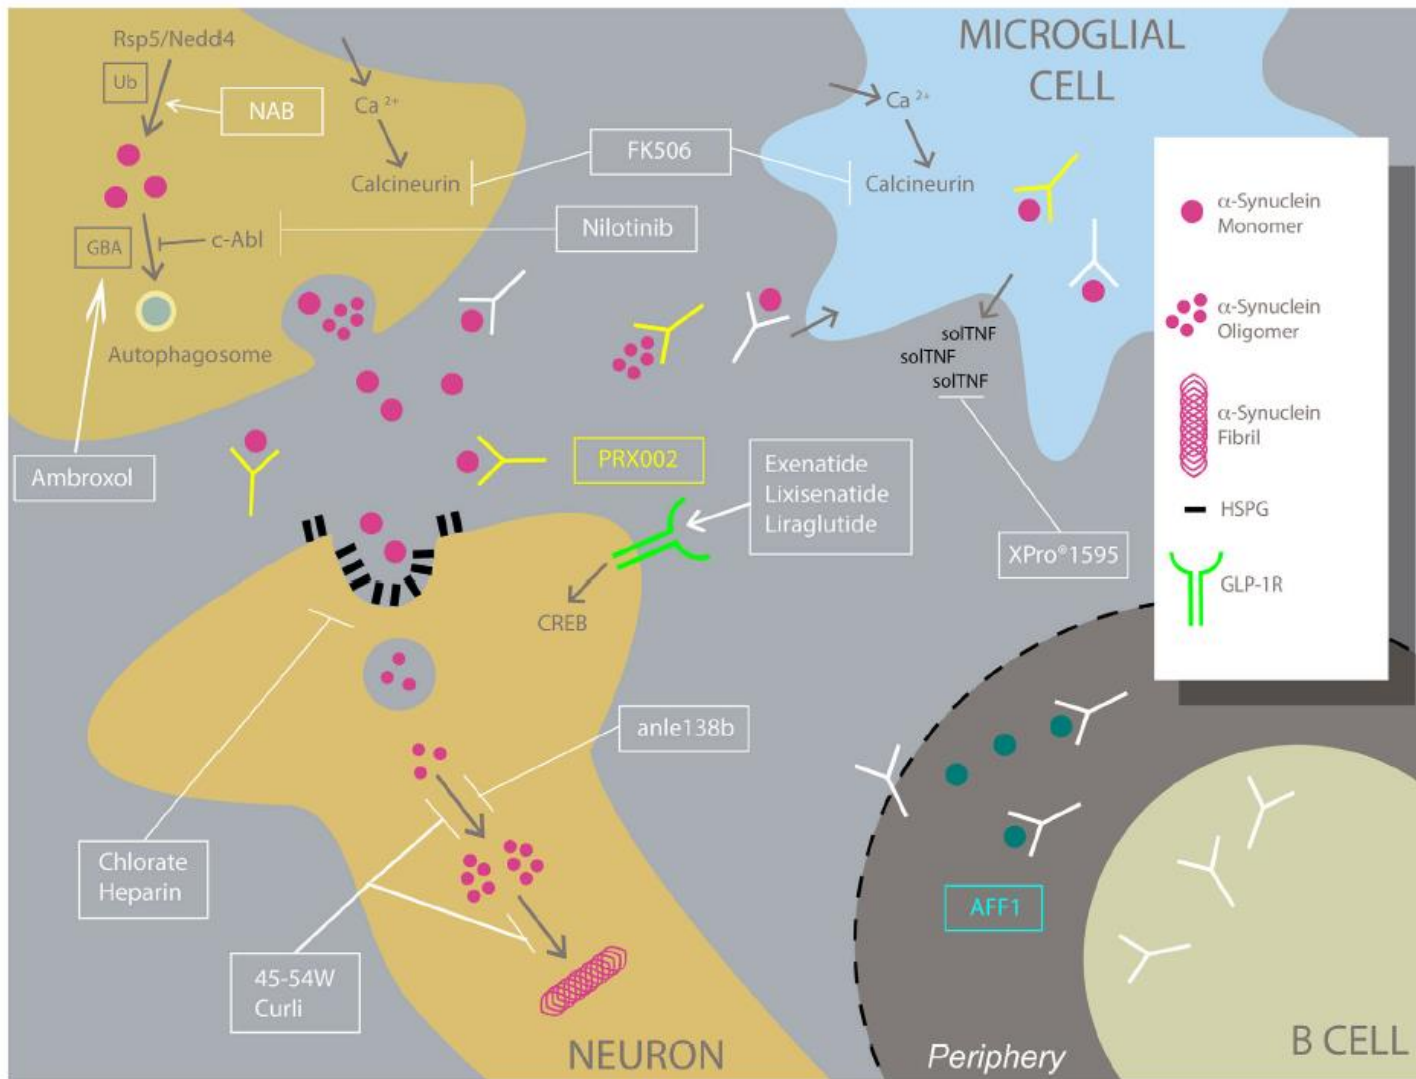 Rsp5/Nedd4
Ub
NAB
Ca 2+
Calcineurin
GBA
c-Abl
Autophagosome
Ambroxol
FK506
Nilotinib
MICROGLIAL
CELL
Ca 2+
Calcineurin
solTNF
solTNF
solTNF
XPro®1595
PRX002
Exenatide
Lixisenatide
Liraglutide
CREB
anle138b
Chlorate
Heparin
45-54W
Curli
NEURON
AFF1
Periphery
B CELL
α-Synuclein
Monomer
α-Synuclein
Oligomer
α-Synuclein
Fibril
HSPG
GLP-1R